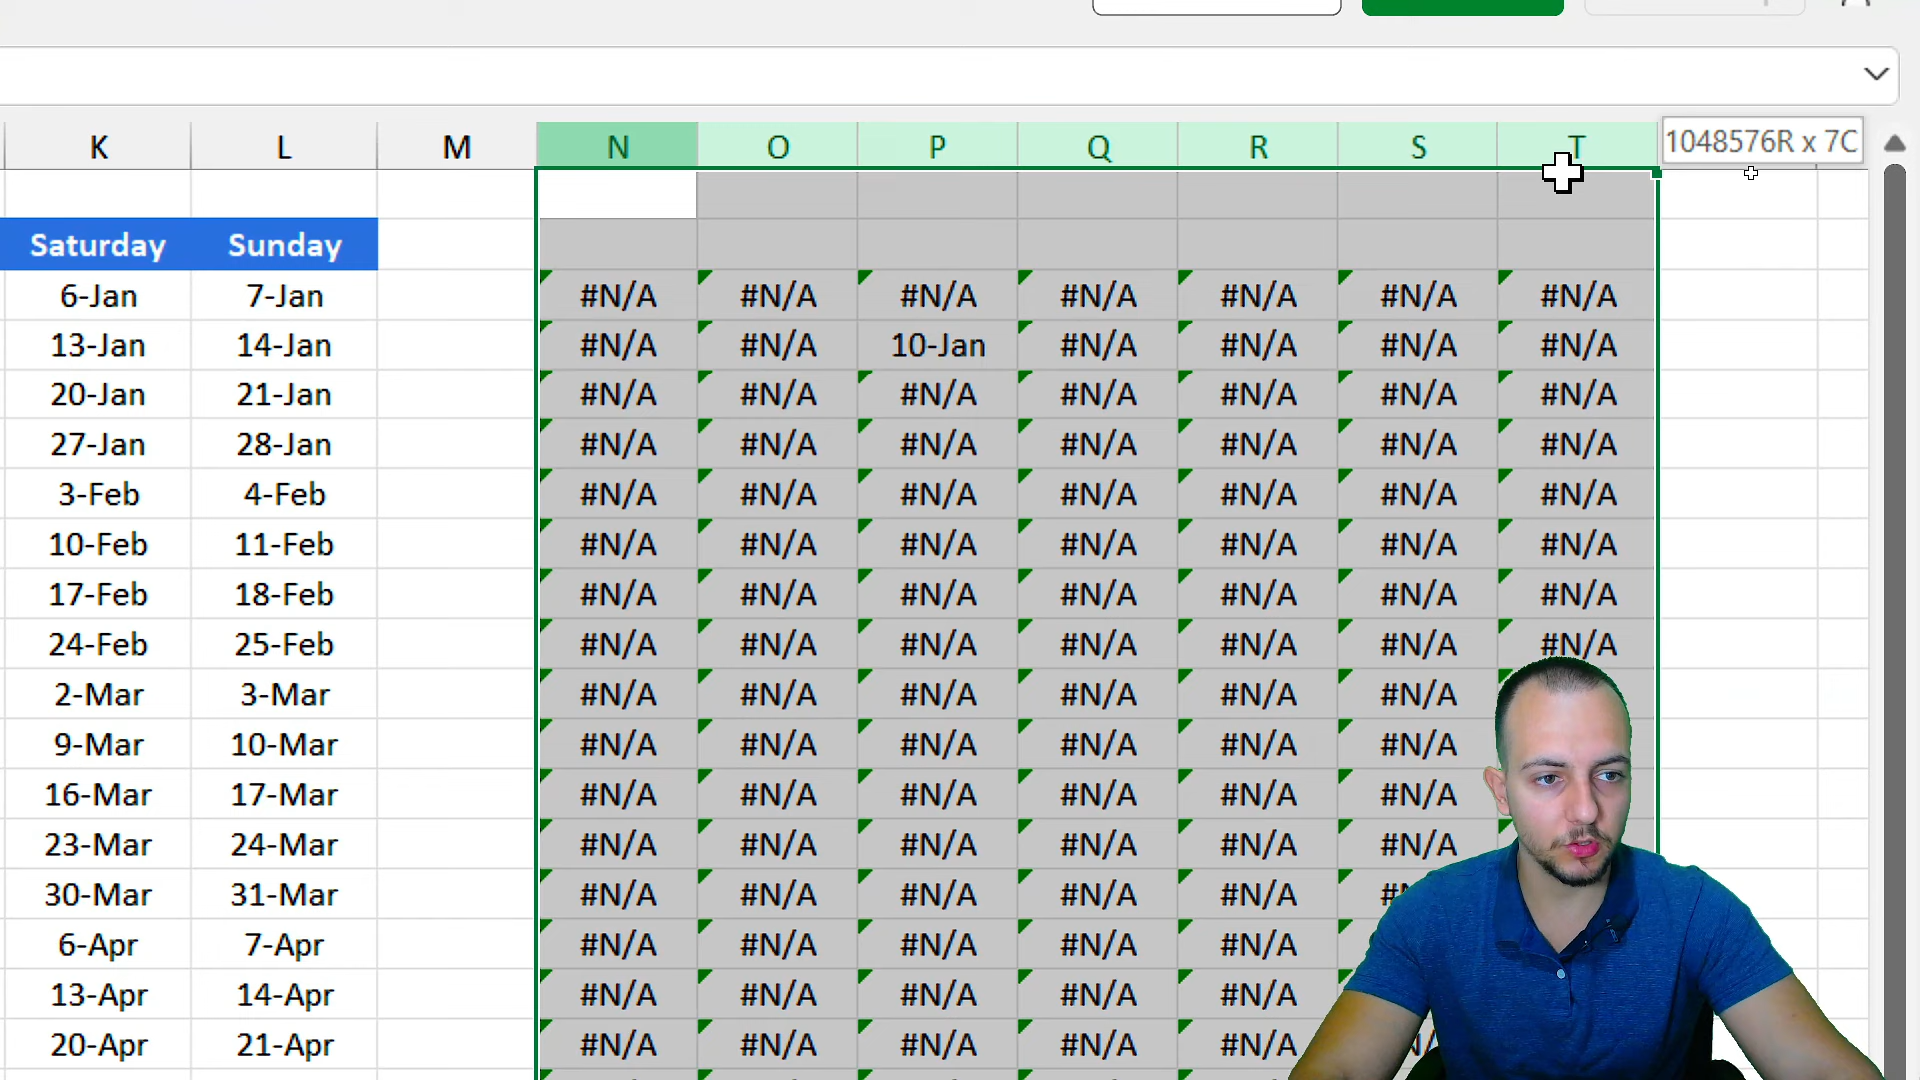 K L M N O P Q R S T 1048576R x 7C
Saturday Sunday
6-Jan 7-Jan #N/A #N/A #N/A #N/A #N/A #N/A #N/A
13-Jan 14-Jan #N/A #N/A 10-Jan #N/A #N/A #N/A #N/A
20-Jan 21-Jan #N/A #N/A #N/A #N/A #N/A #N/A #N/A
27-Jan 28-Jan #N/A #N/A #N/A #N/A #N/A #N/A #N/A
3-Feb 4-Feb #N/A #N/A #N/A #N/A #N/A #N/A #N/A
10-Feb 11-Feb #N/A #N/A #N/A #N/A #N/A #N/A #N/A
17-Feb 18-Feb #N/A #N/A #N/A #N/A #N/A #N/A #N/A
24-Feb 25-Feb #N/A #N/A #N/A #N/A #N/A #N/A #N/A
2-Mar 3-Mar #N/A #N/A #N/A #N/A #N/A #N/A
9-Mar 10-Mar #N/A #N/A #N/A #N/A #N/A #N/A
16-Mar 17-Mar #N/A #N/A #N/A #N/A #N/A #N/A
23-Mar 24-Mar #N/A #N/A #N/A #N/A #N/A #N/A
30-Mar 31-Mar #N/A #N/A #N/A #N/A #N/A
6-Apr 7-Apr #N/A #N/A #N/A #N/A #N/A
13-Apr 14-Apr #N/A #N/A #N/A #N/A #N/A
20-Apr 21-Apr #N/A #N/A #N/A #N/A #N/A